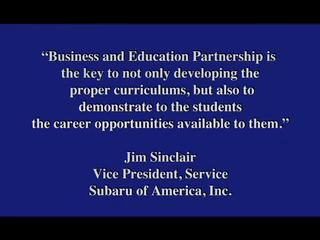 “Business and Education Partnership is
the key to not only developing the
proper curriculums, but also to
demonstrate to the students
the career opportunities available to them.”
Jim Sinclair
Vice President, Service
Subaru of America, Inc.